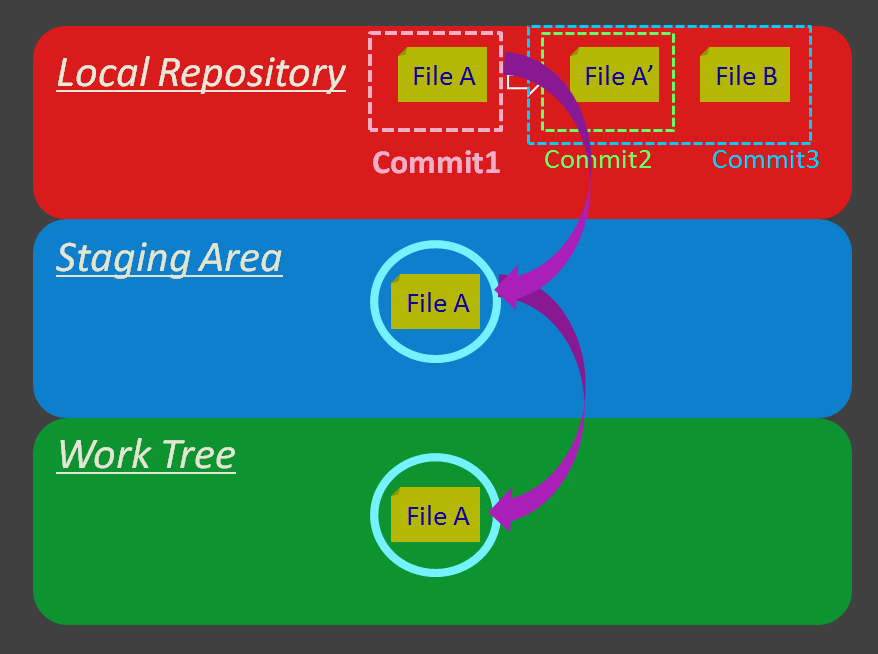 Local Repository
File A
File A’
File B
Commit1
Commit2
Commit3
Staging Area
File A
Work Tree
File A